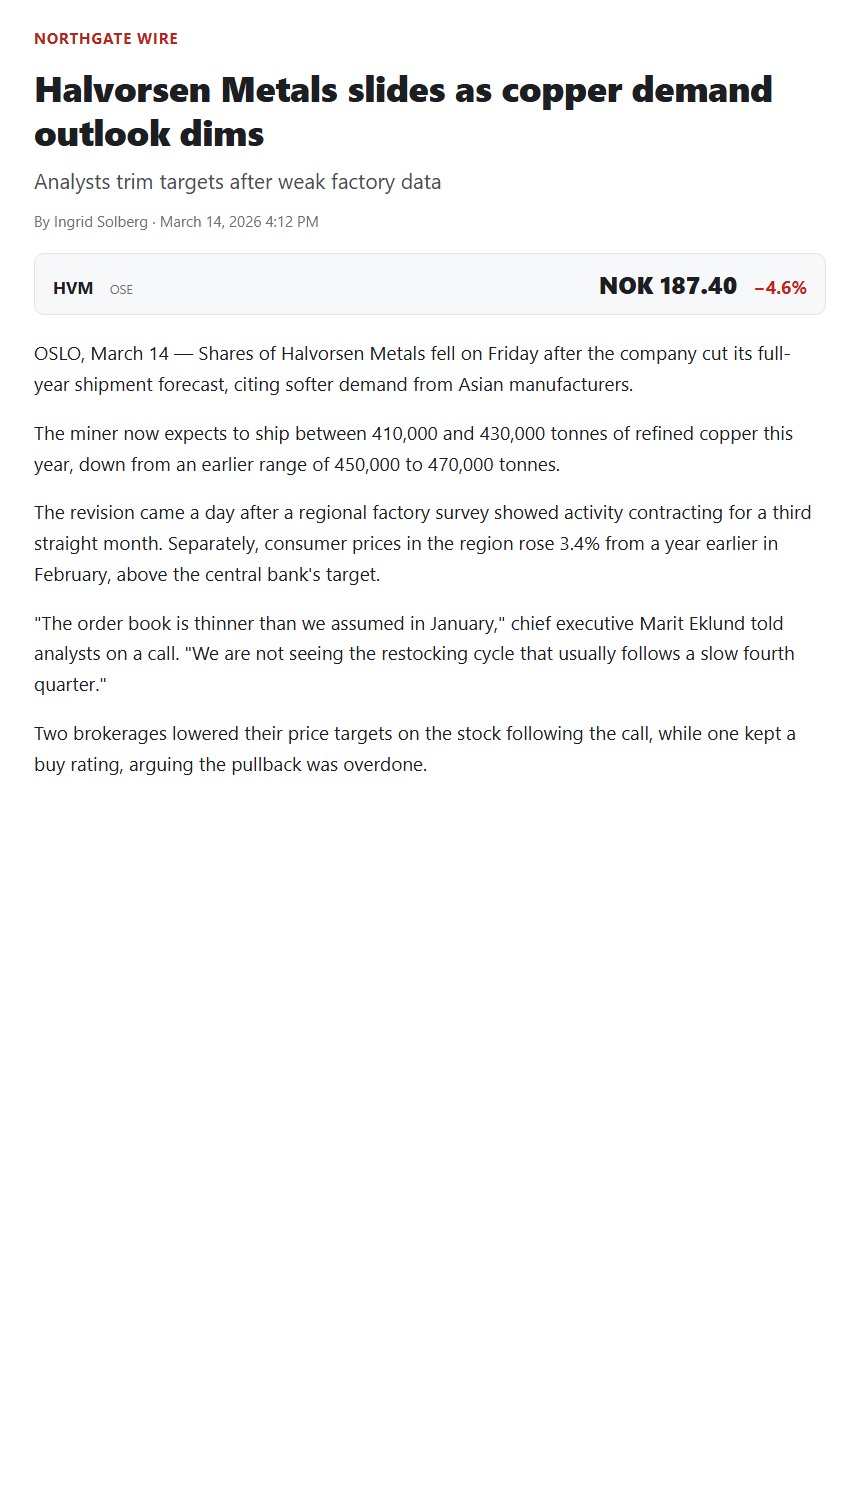 NORTHGATE WIRE
Halvorsen Metals slides as copper demand
outlook dims
Analysts trim targets after weak factory data
By Ingrid Solberg · March 14, 2026 4:12 PM
HVM OSE NOK 187.40 −4.6%
OSLO, March 14 — Shares of Halvorsen Metals fell on Friday after the company cut its full-
year shipment forecast, citing softer demand from Asian manufacturers.
The miner now expects to ship between 410,000 and 430,000 tonnes of refined copper this
year, down from an earlier range of 450,000 to 470,000 tonnes.
The revision came a day after a regional factory survey showed activity contracting for a third
straight month. Separately, consumer prices in the region rose 3.4% from a year earlier in
February, above the central bank's target.
"The order book is thinner than we assumed in January," chief executive Marit Eklund told
analysts on a call. "We are not seeing the restocking cycle that usually follows a slow fourth
quarter."
Two brokerages lowered their price targets on the stock following the call, while one kept a
buy rating, arguing the pullback was overdone.